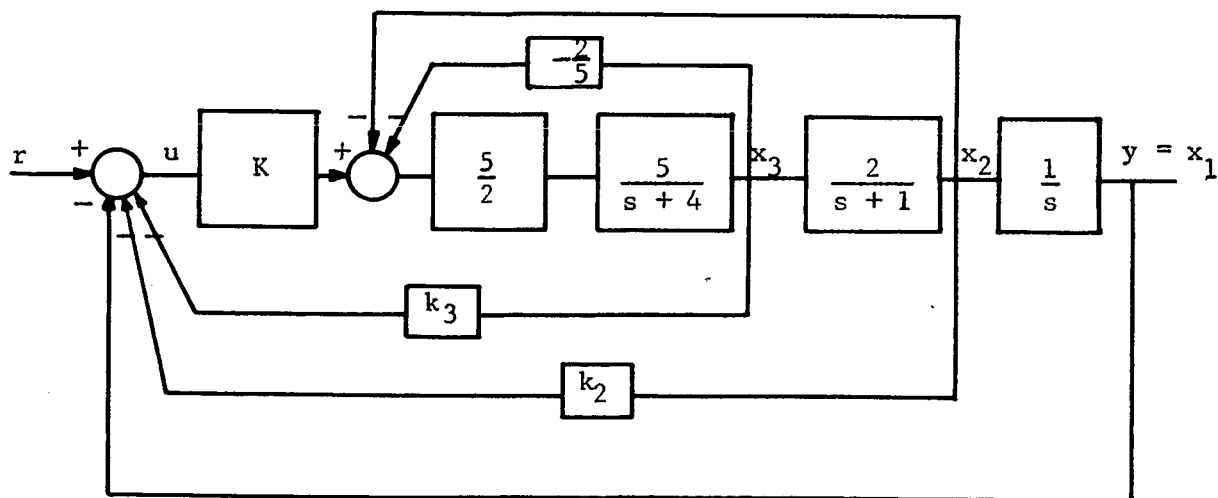 -2/5
r
+
-
- -
u
K
+
- -
5/2
5/(s + 4)
x3
2/(s + 1)
x2
1/s
y = x1
k3
k2